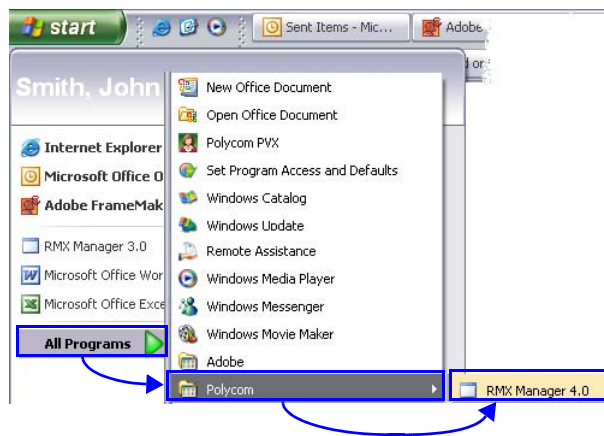 start
Sent Items - Mic...
Adobe
d or
Smith, John
Internet Explorer
Microsoft Office O
Adobe FrameMak
RMX Manager 3.0
Microsoft Office Wor
Microsoft Office Exce
All Programs
New Office Document
Open Office Document
Polycom PVX
Set Program Access and Defaults
Windows Catalog
Windows Update
Remote Assistance
Windows Media Player
Windows Messenger
Windows Movie Maker
Adobe
Polycom
RMX Manager 4.0